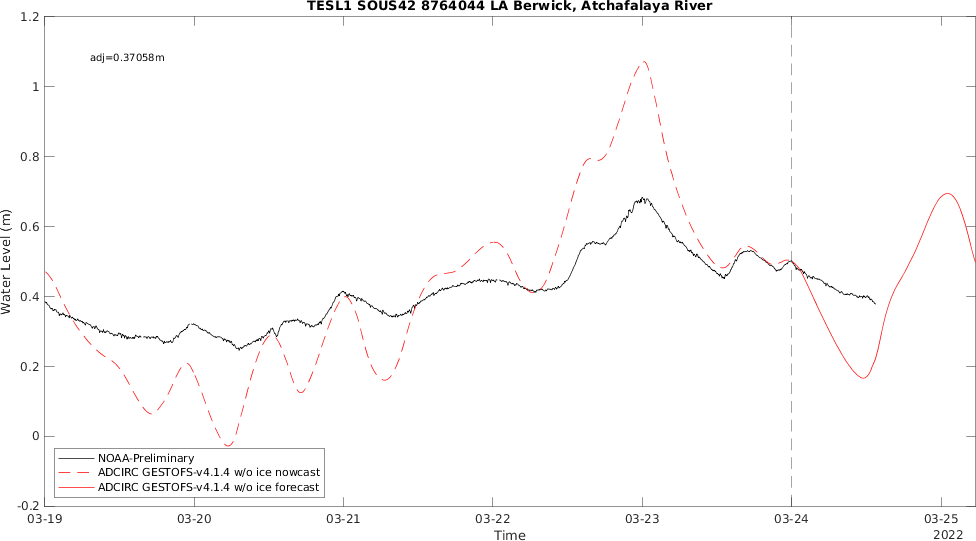 TESL1 SOUS42 8764044 LA Berwick, Atchafalaya River
1.2
adj=0.37058m
1
0.8
0.6
0.4
0.2
0
-0.2
Water Level (m)
NOAA-Preliminary
ADCIRC GESTOFS-v4.1.4 w/o ice nowcast
ADCIRC GESTOFS-v4.1.4 w/o ice forecast
03-19 03-20 03-21 03-22 03-23 03-24 03-25
Time
2022